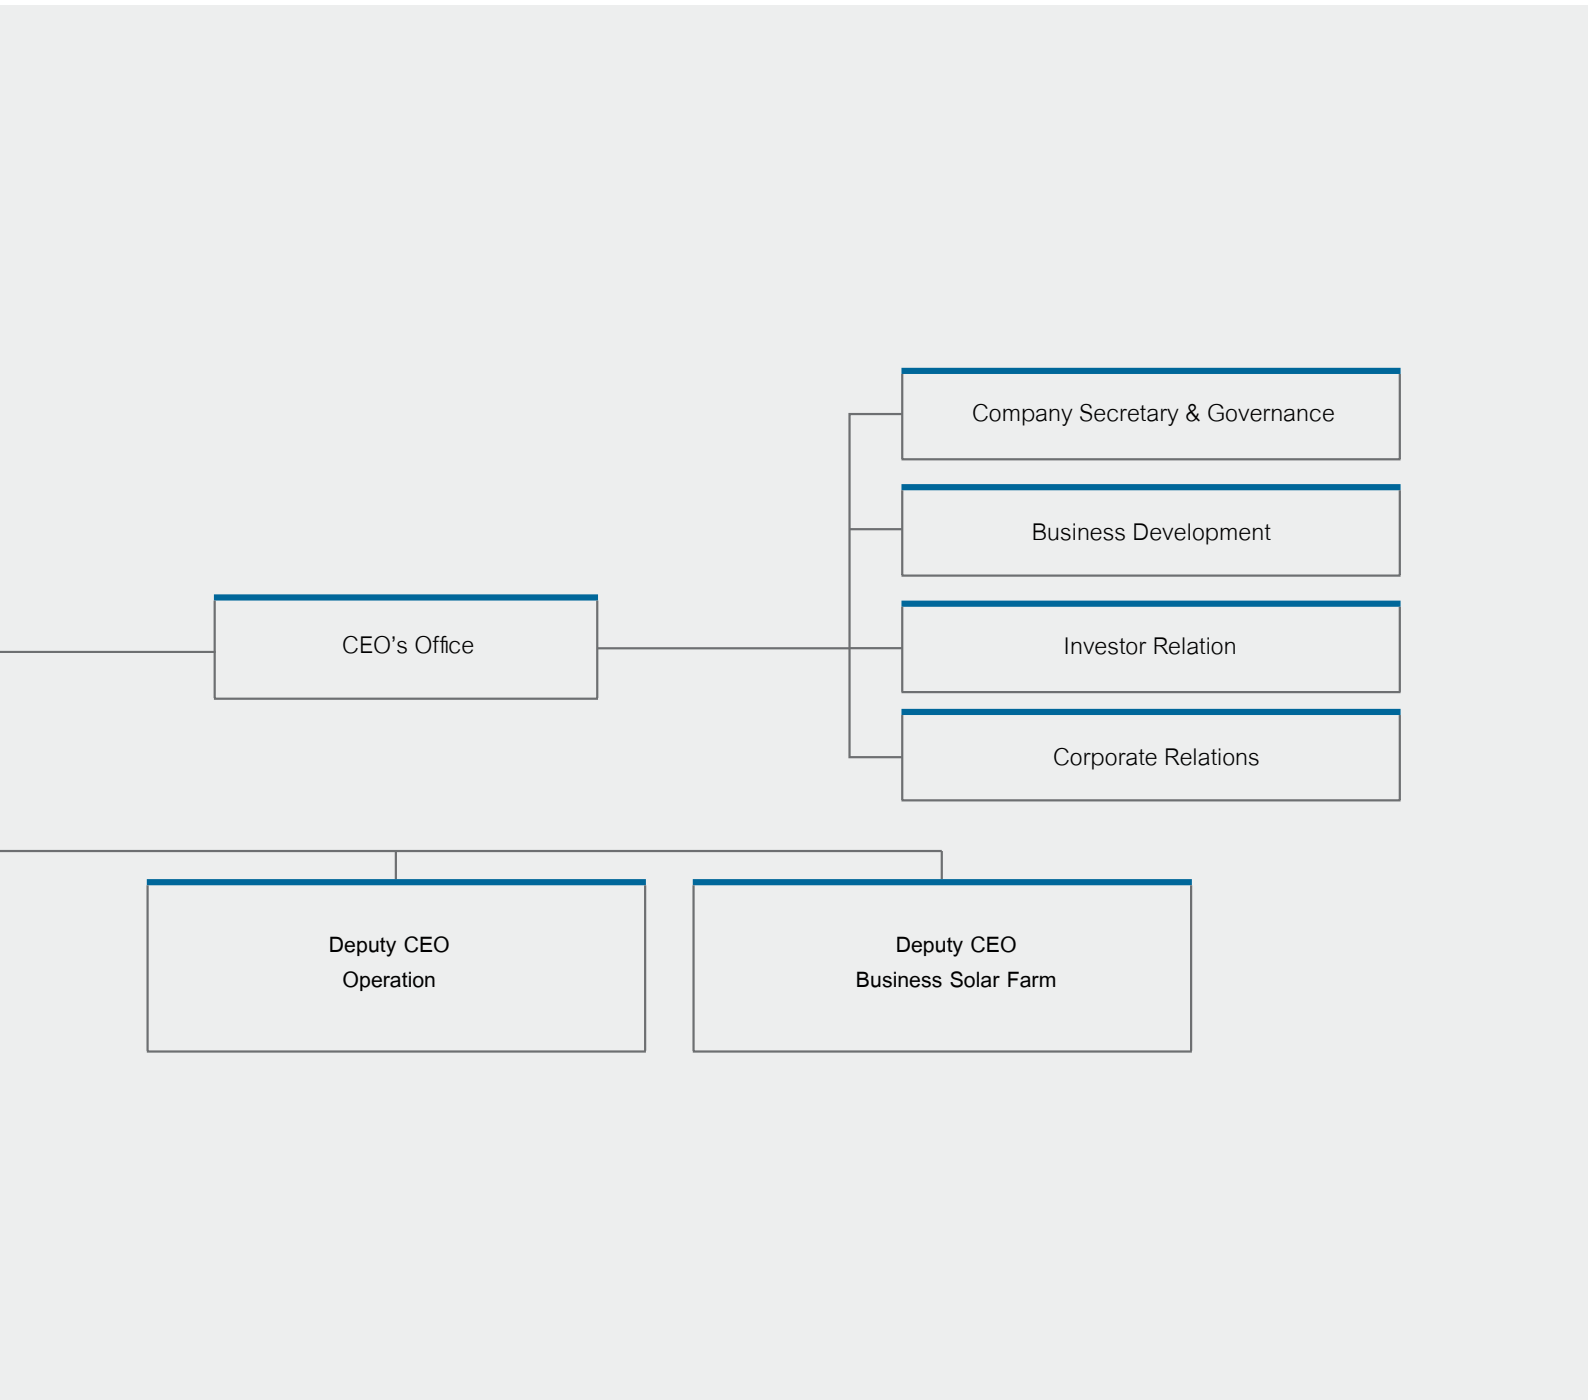 Company Secretary & Governance
Business Development
CEO’s Office
Investor Relation
Corporate Relations
Deputy CEO
Operation
Deputy CEO
Business Solar Farm